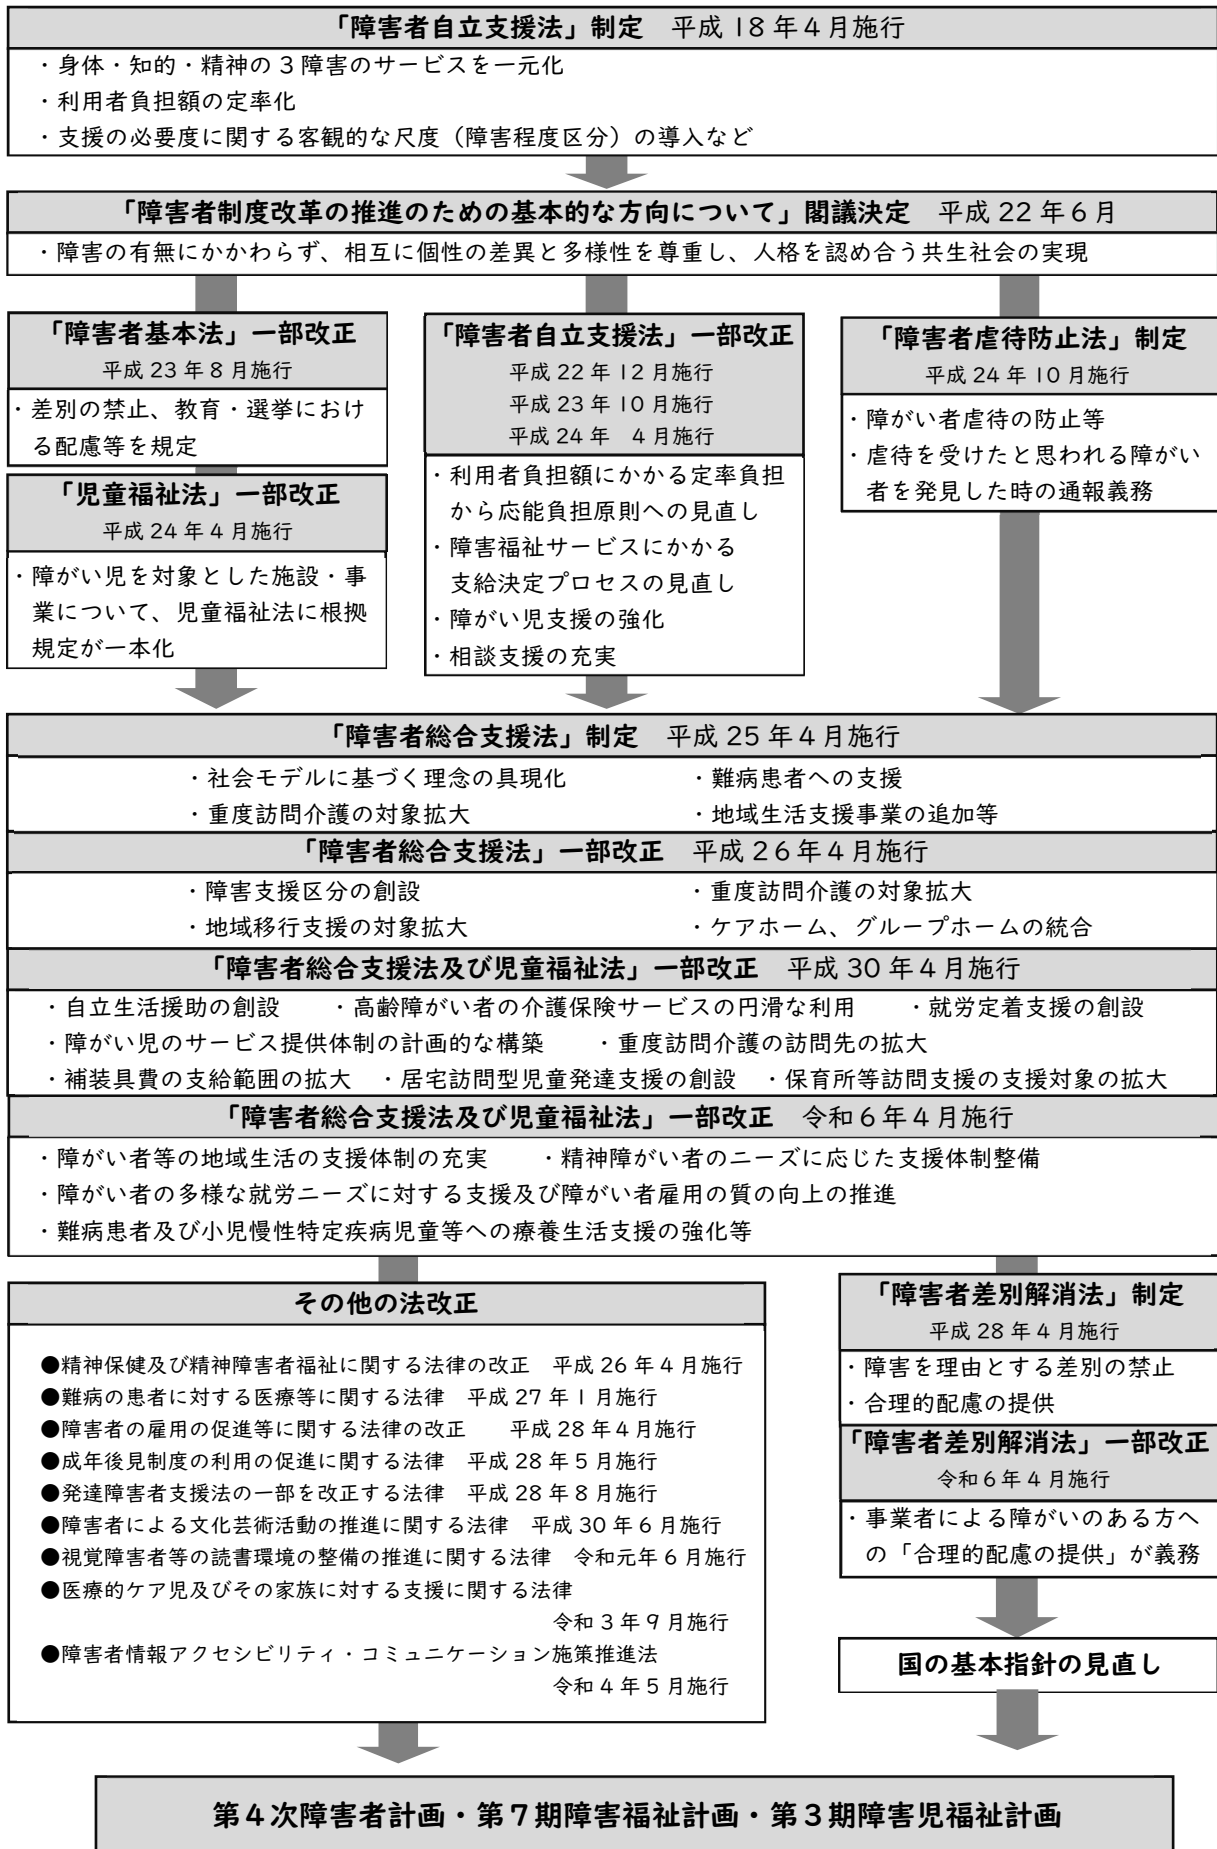 「障害者自立支援法」制定　平成 18 年４月施行
・身体・知的・精神の３障害のサービスを一元化
・利用者負担額の定率化
・支援の必要度に関する客観的な尺度（障害程度区分）の導入など
「障害者制度改革の推進のための基本的な方向について」閣議決定　平成 22 年６月
・障害の有無にかかわらず、相互に個性の差異と多様性を尊重し、人格を認め合う共生社会の実現
「障害者基本法」一部改正
平成 23 年８月施行
・差別の禁止、教育・選挙におけ
る配慮等を規定
「児童福祉法」一部改正
平成 24 年４月施行
・障がい児を対象とした施設・事
業について、児童福祉法に根拠
規定が一本化
「障害者自立支援法」一部改正
平成 22 年 12 月施行
平成 23 年 10 月施行
平成 24 年　４月施行
・利用者負担額にかかる定率負担
から応能負担原則への見直し
・障害福祉サービスにかかる
支給決定プロセスの見直し
・障がい児支援の強化
・相談支援の充実
「障害者虐待防止法」制定
平成 24 年 10 月施行
・障がい者虐待の防止等
・虐待を受けたと思われる障がい
者を発見した時の通報義務
「障害者総合支援法」制定　平成 25 年４月施行
・社会モデルに基づく理念の具現化　・難病患者への支援
・重度訪問介護の対象拡大　・地域生活支援事業の追加等
「障害者総合支援法」一部改正　平成 26 年４月施行
・障害支援区分の創設　・重度訪問介護の対象拡大
・地域移行支援の対象拡大　・ケアホーム、グループホームの統合
「障害者総合支援法及び児童福祉法」一部改正　平成 30 年４月施行
・自立生活援助の創設　・高齢障がい者の介護保険サービスの円滑な利用　・就労定着支援の創設
・障がい児のサービス提供体制の計画的な構築　・重度訪問介護の訪問先の拡大
・補装具費の支給範囲の拡大　・居宅訪問型児童発達支援の創設　・保育所等訪問支援の支援対象の拡大
「障害者総合支援法及び児童福祉法」一部改正　令和６年４月施行
・障がい者等の地域生活の支援体制の充実　・精神障がい者のニーズに応じた支援体制整備
・障がい者の多様な就労ニーズに対する支援及び障がい者雇用の質の向上の推進
・難病患者及び小児慢性特定疾病児童等への療養生活支援の強化等
その他の法改正
●精神保健及び精神障害者福祉に関する法律の改正　平成 26 年４月施行
●難病の患者に対する医療等に関する法律　平成 27 年１月施行
●障害者の雇用の促進等に関する法律の改正　平成 28 年４月施行
●成年後見制度の利用の促進に関する法律　平成 28 年５月施行
●発達障害者支援法の一部を改正する法律　平成 28 年８月施行
●障害者による文化芸術活動の推進に関する法律　平成 30 年６月施行
●視覚障害者等の読書環境の整備の推進に関する法律　令和元年６月施行
●医療的ケア児及びその家族に対する支援に関する法律
令和３年９月施行
●障害者情報アクセシビリティ・コミュニケーション施策推進法
令和４年５月施行
「障害者差別解消法」制定
平成 28 年４月施行
・障害を理由とする差別の禁止
・合理的配慮の提供
「障害者差別解消法」一部改正
令和６年４月施行
・事業者による障がいのある方へ
の「合理的配慮の提供」が義務
国の基本指針の見直し
第４次障害者計画・第７期障害福祉計画・第３期障害児福祉計画